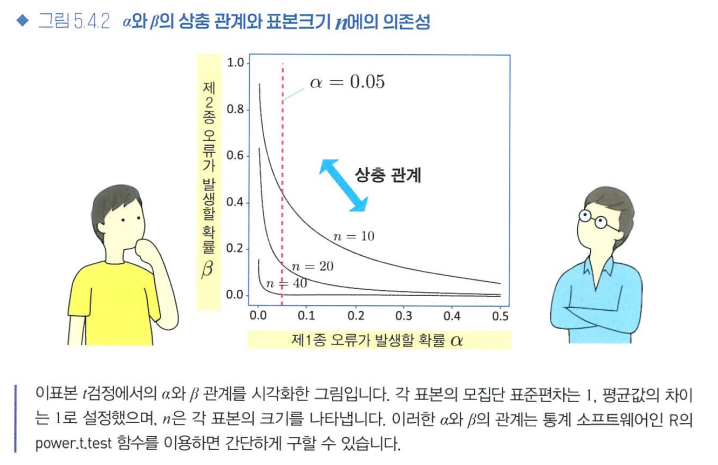 ◆ 그림 5.4.2 α와 β의 상충 관계와 표본크기 n에의 의존성
제2종 오류가 발생할 확률 β
1.0
0.8
0.6
0.4
0.2
0.0
α = 0.05
상충 관계
n = 10
n = 20
n = 40
0.0 0.1 0.2 0.3 0.4 0.5
제1종 오류가 발생할 확률 α
이표본 t검정에서의 α와 β 관계를 시각화한 그림입니다. 각 표본의 모집단 표준편차는 1, 평균값의 차이
는 1로 설정했으며, n은 각 표본의 크기를 나타냅니다. 이러한 α와 β의 관계는 통계 소프트웨어인 R의
power.t.test 함수를 이용하면 간단하게 구할 수 있습니다.